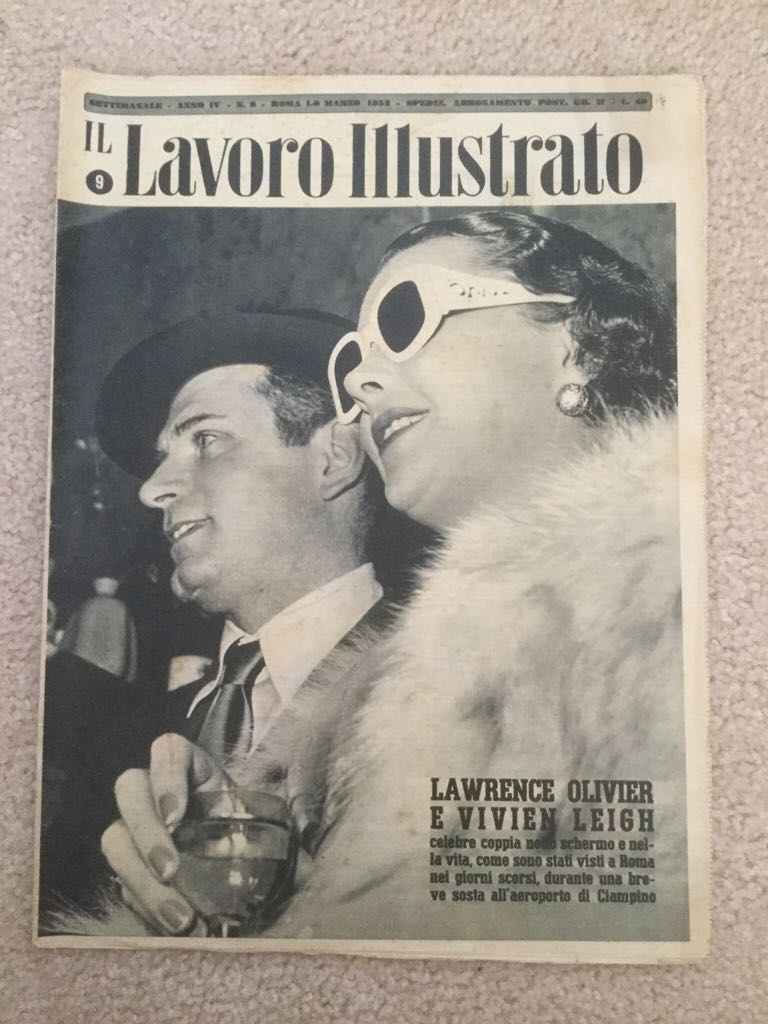 SETTIMANALE - ANNO IV - N. 9 - ROMA 1-8 MARZO 1952 - SPEDIZ. ABBONAMENTO POST. GR. II - L. 40
IL
9 Lavoro Illustrato
LAWRENCE OLIVIER
E VIVIEN LEIGH
celebre coppia nello schermo e nel-
la vita, come sono stati visti a Roma
nei giorni scorsi, durante una bre-
ve sosta all'aeroporto di Ciampino